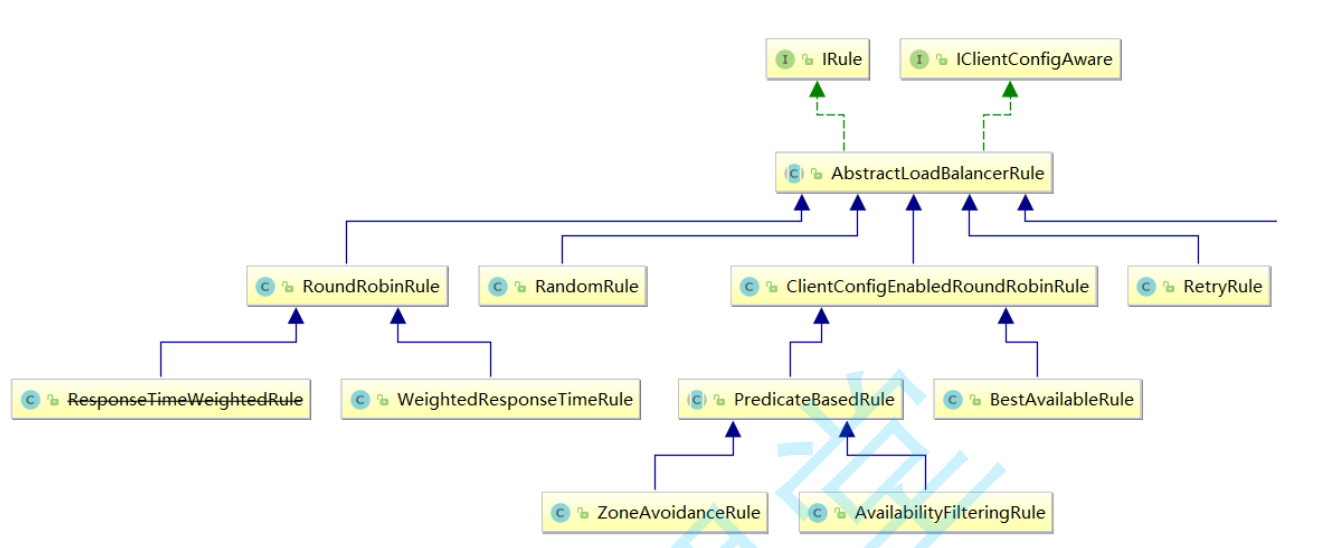 IRule
IClientConfigAware
AbstractLoadBalancerRule
RoundRobinRule
RandomRule
ClientConfigEnabledRoundRobinRule
RetryRule
ResponseTimeWeightedRule
WeightedResponseTimeRule
PredicateBasedRule
BestAvailableRule
ZoneAvoidanceRule
AvailabilityFilteringRule